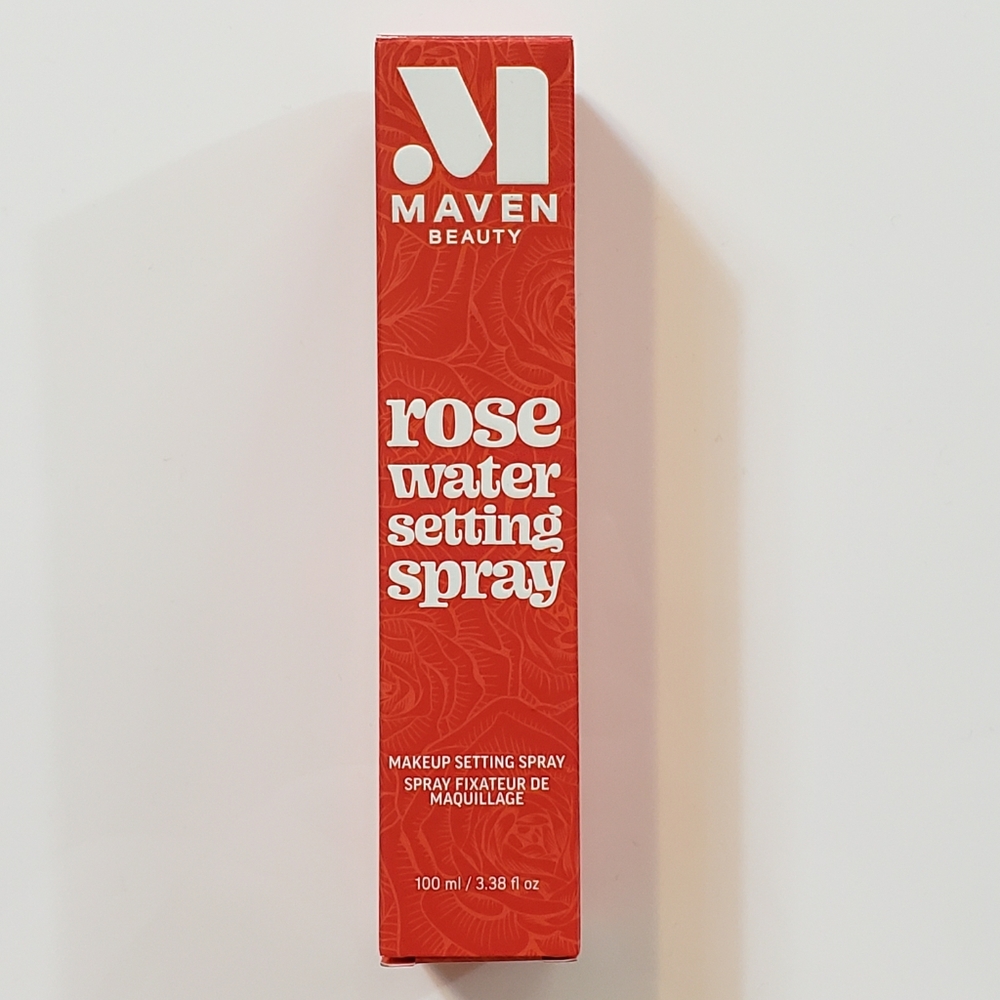 M
MAVEN
BEAUTY
rose
water
setting
spray
MAKEUP SETTING SPRAY
SPRAY FIXATEUR DE
MAQUILLAGE
100 ml / 3.38 fl oz